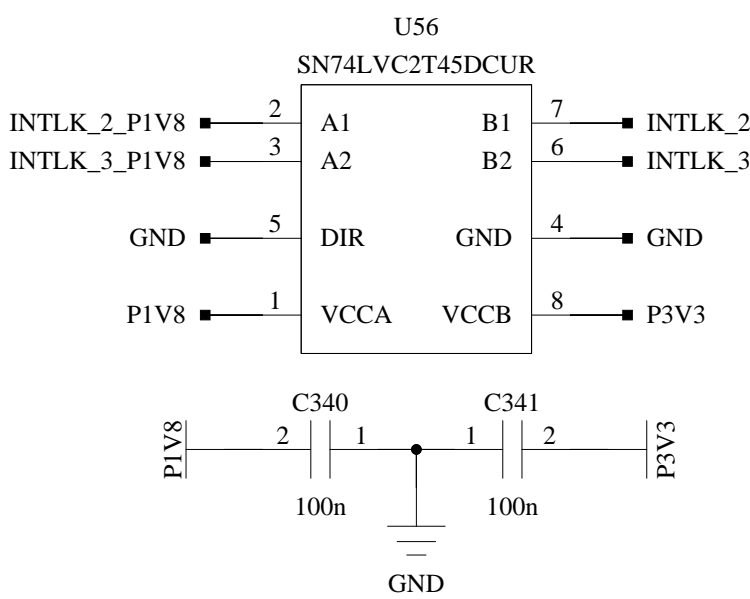 U56
SN74LVC2T45DCUR
INTLK_2_P1V8 2 A1 B1 7 INTLK_2
INTLK_3_P1V8 3 A2 B2 6 INTLK_3
GND 5 DIR GND 4 GND
P1V8 1 VCCA VCCB 8 P3V3
C340 C341
P1V8 2 1 1 2 P3V3
100n 100n
GND